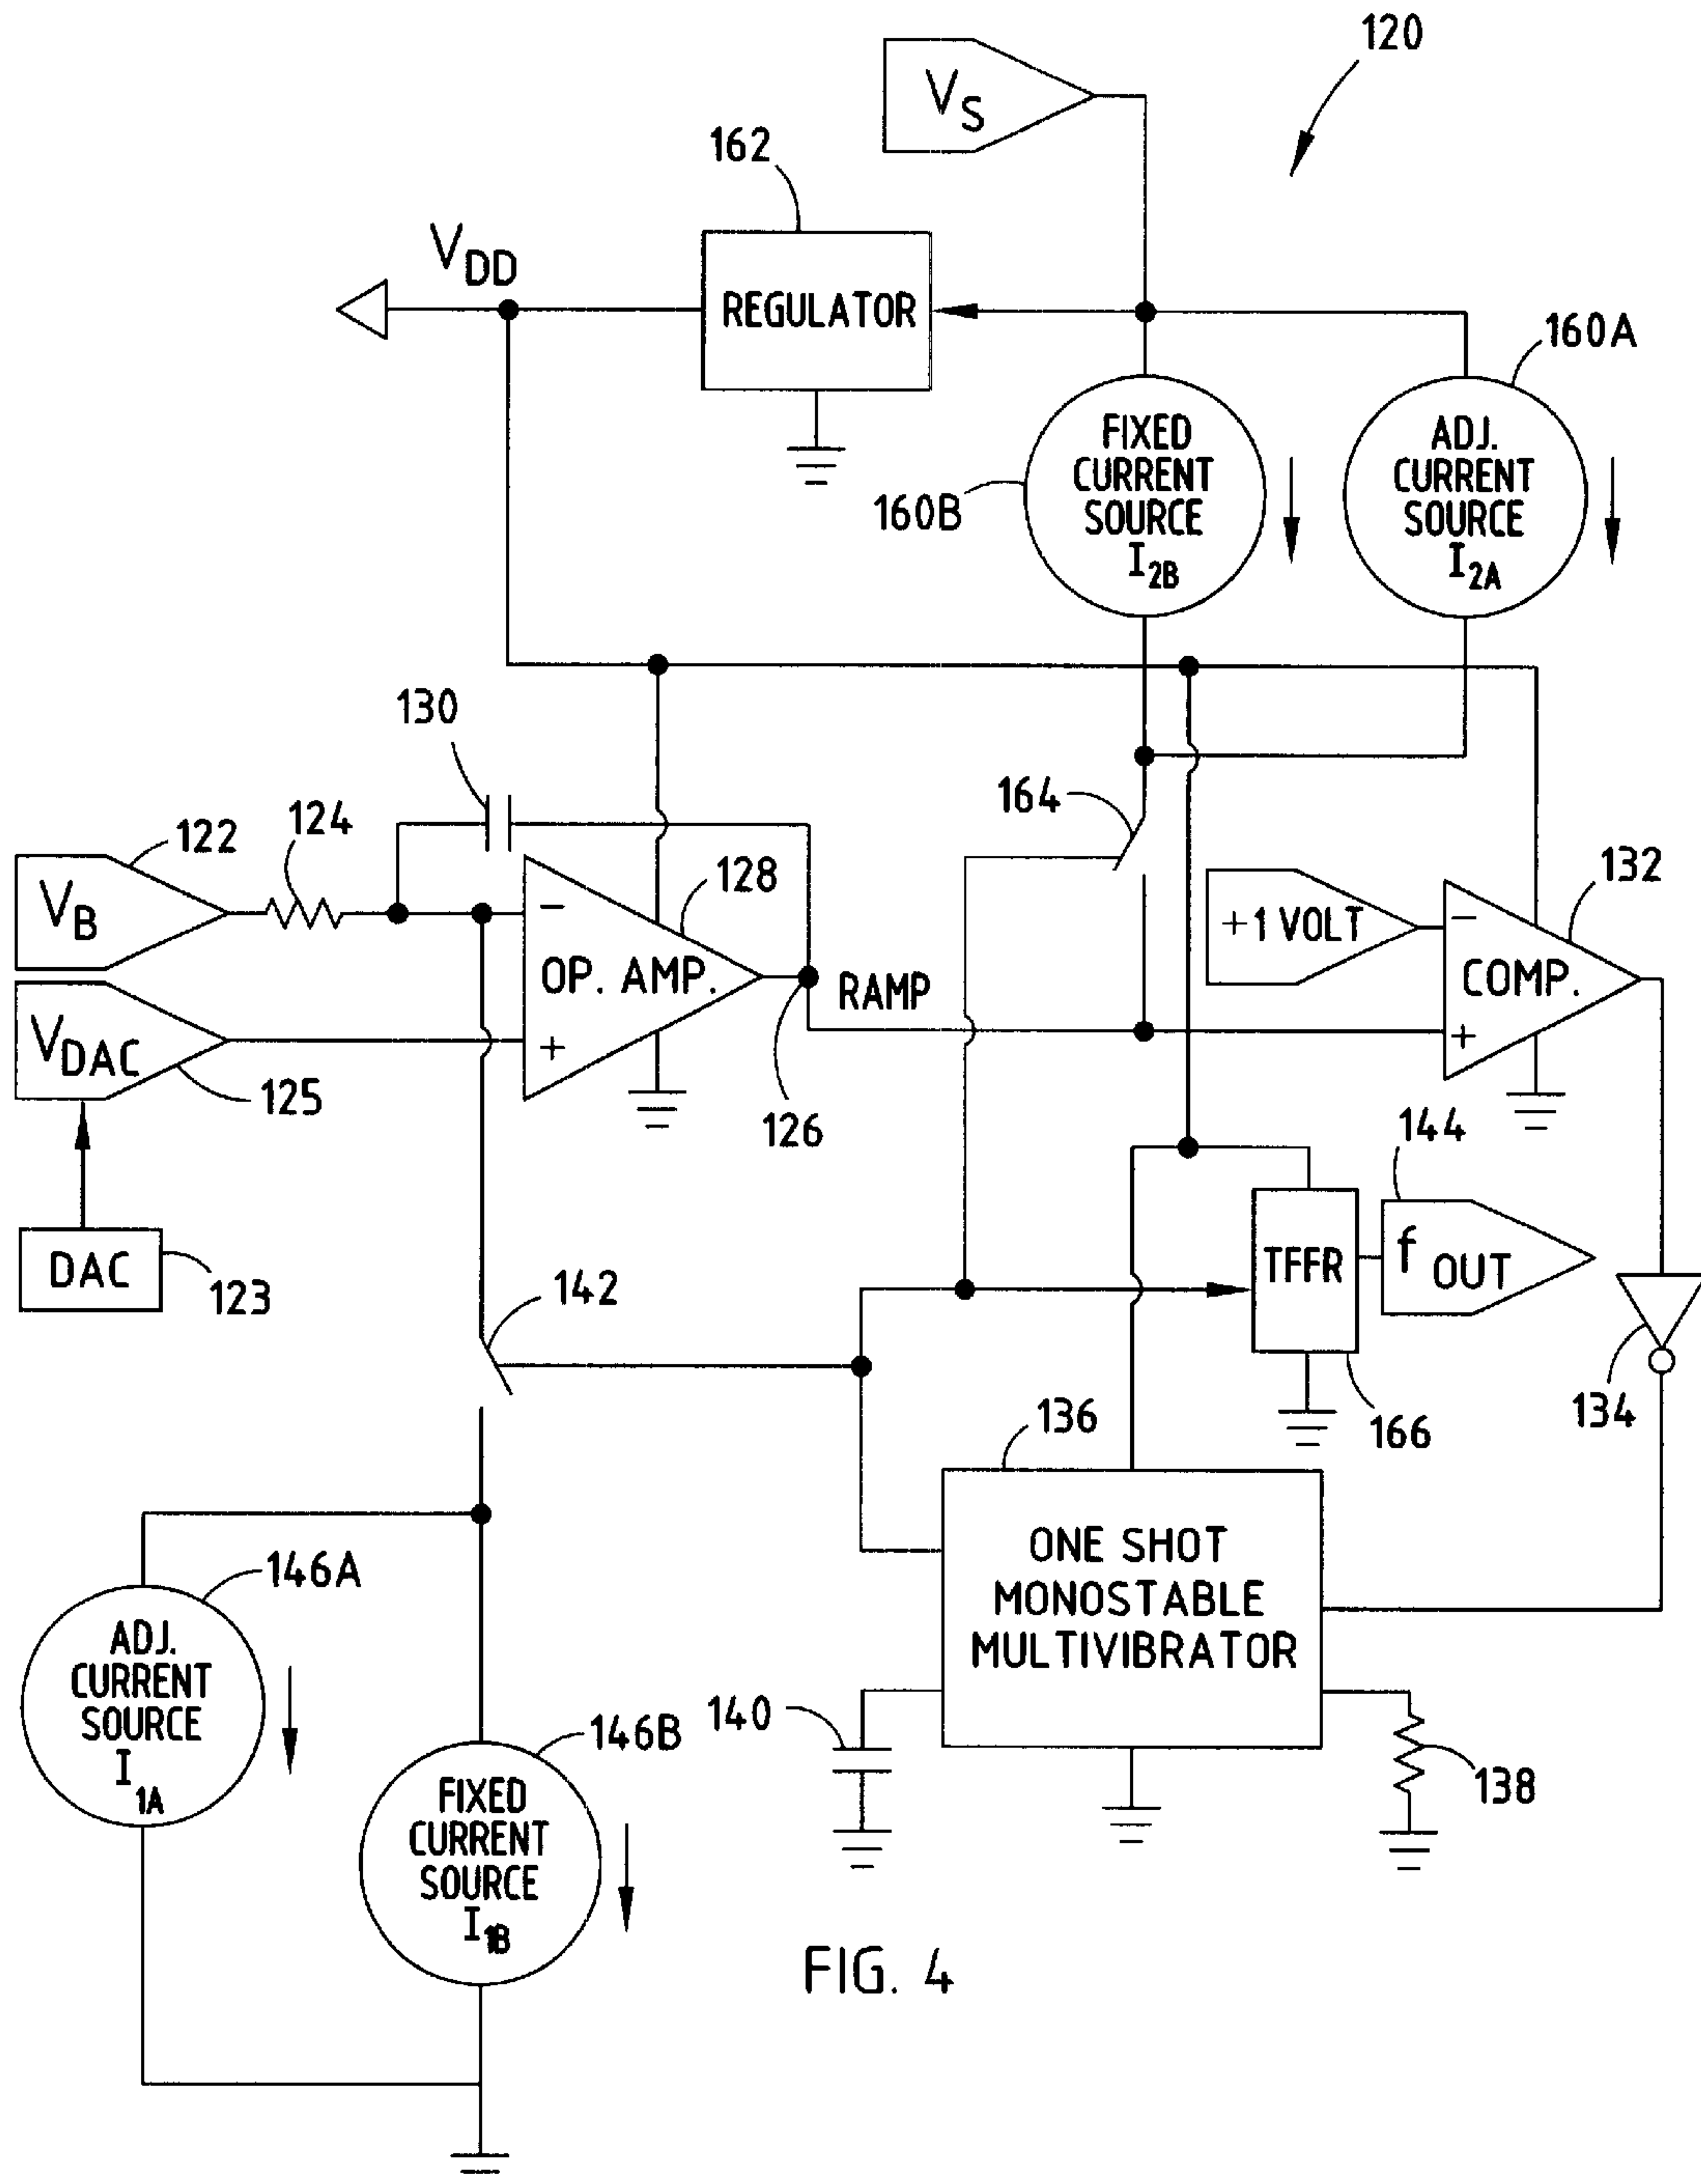 120
V_S
162
V_DD
REGULATOR
160A
FIXED
CURRENT
SOURCE
I_2B
ADJ.
CURRENT
SOURCE
I_2A
160B
130
164
122
124
128
132
V_B
-
OP. AMP.
+
+1 VOLT
-
COMP.
+
RAMP
V_DAC
125
126
144
DAC
123
142
TFFR
f_OUT
134
136
166
ONE SHOT
MONOSTABLE
MULTIVIBRATOR
146A
ADJ.
CURRENT
SOURCE
I_1A
146B
140
138
FIXED
CURRENT
SOURCE
I_1B
FIG. 4